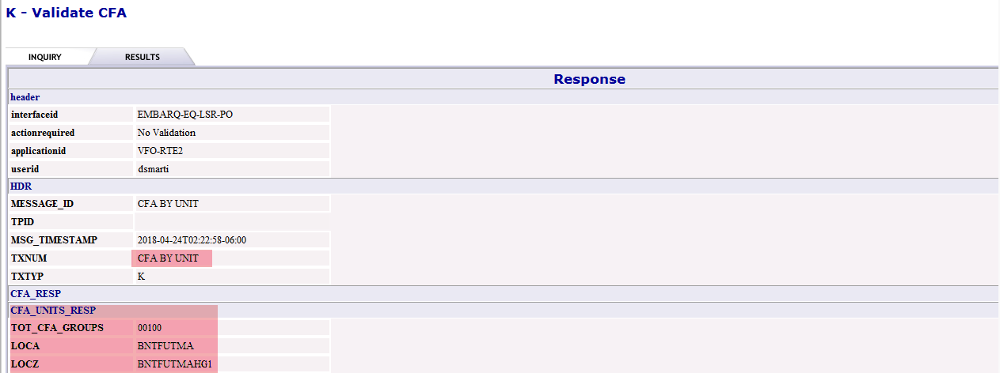 K - Validate CFA
INQUIRY RESULTS
Response
header
interfaceid EMBARQ-EQ-LSR-PO
actionrequired No Validation
applicationid VFO-RTE2
userid dsmarti
HDR
MESSAGE_ID CFA BY UNIT
TPID
MSG_TIMESTAMP 2018-04-24T02:22:58-06:00
TXNUM CFA BY UNIT
TXTYP K
CFA_RESP
CFA_UNITS_RESP
TOT_CFA_GROUPS 00100
LOCA BNTFUTMA
LOCZ BNTFUTMAHG1